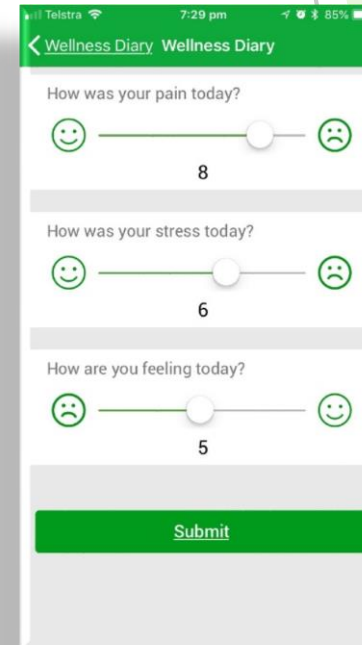 Telstra 7:29 pm 85%
Wellness Diary Wellness Diary
How was your pain today?
8
How was your stress today?
6
How are you feeling today?
5
Submit